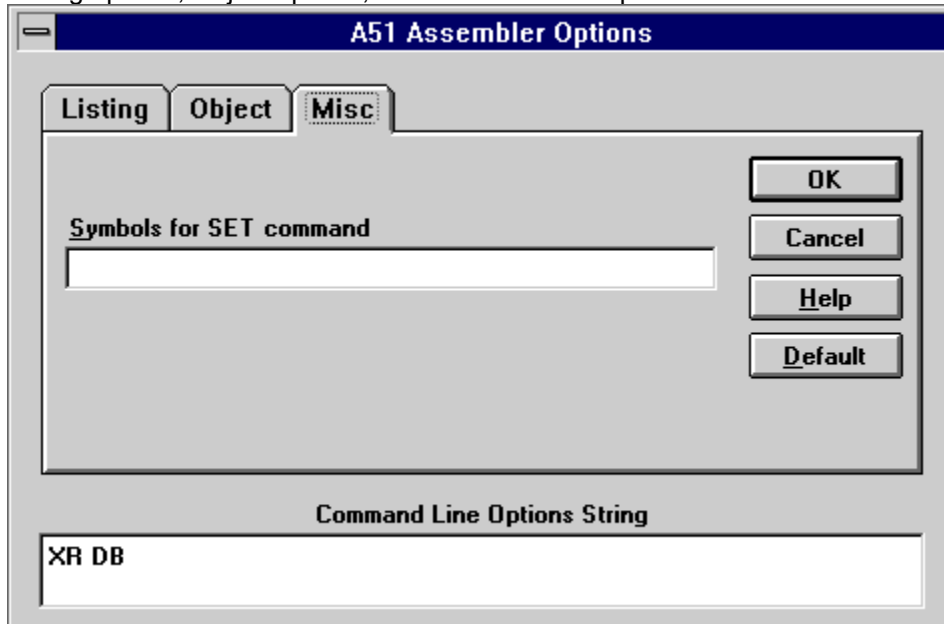 A51 Assembler Options
Listing Object Misc
OK
Symbols for SET command
Cancel
Help
Default
Command Line Options String
XR DB